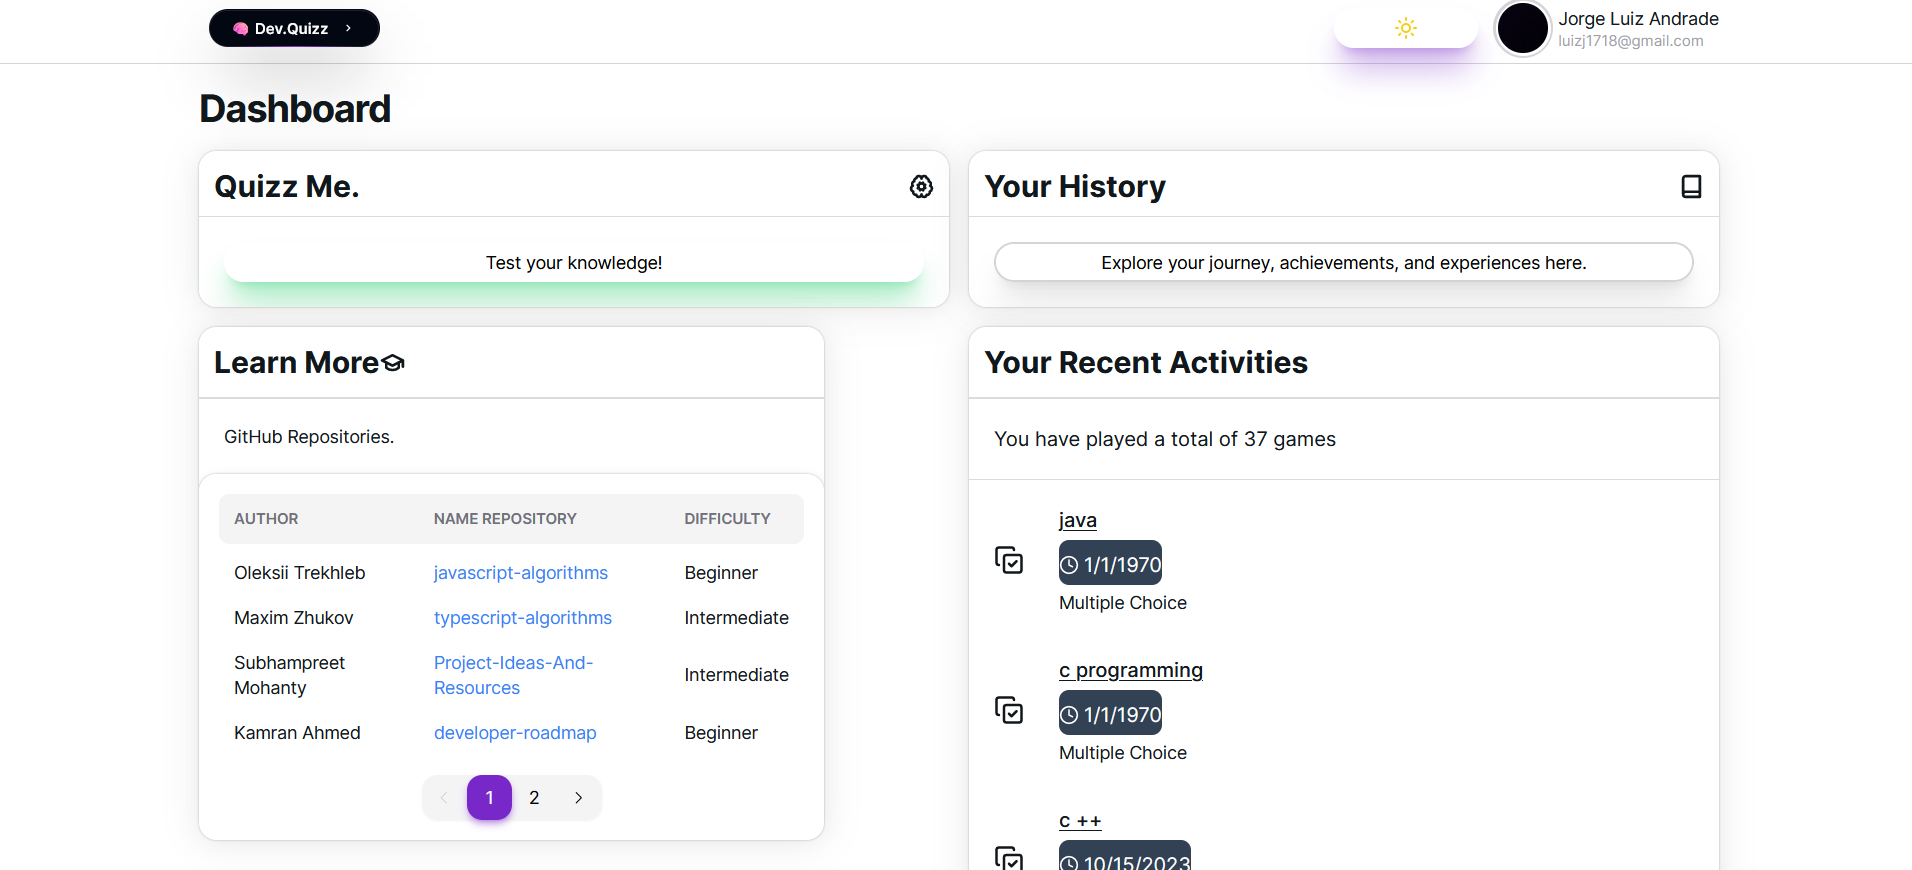 Dev.Quizz
Jorge Luiz Andrade
luizj1718@gmail.com
Dashboard
Quizz Me.
Test your knowledge!
Your History
Explore your journey, achievements, and experiences here.
Learn More
GitHub Repositories.
AUTHOR NAME REPOSITORY DIFFICULTY
Oleksii Trekhleb javascript-algorithms Beginner
Maxim Zhukov typescript-algorithms Intermediate
Subhampreet Mohanty Project-Ideas-And-Resources Intermediate
Kamran Ahmed developer-roadmap Beginner
1 2
Your Recent Activities
You have played a total of 37 games
java
1/1/1970
Multiple Choice
c programming
1/1/1970
Multiple Choice
c ++
10/15/2023